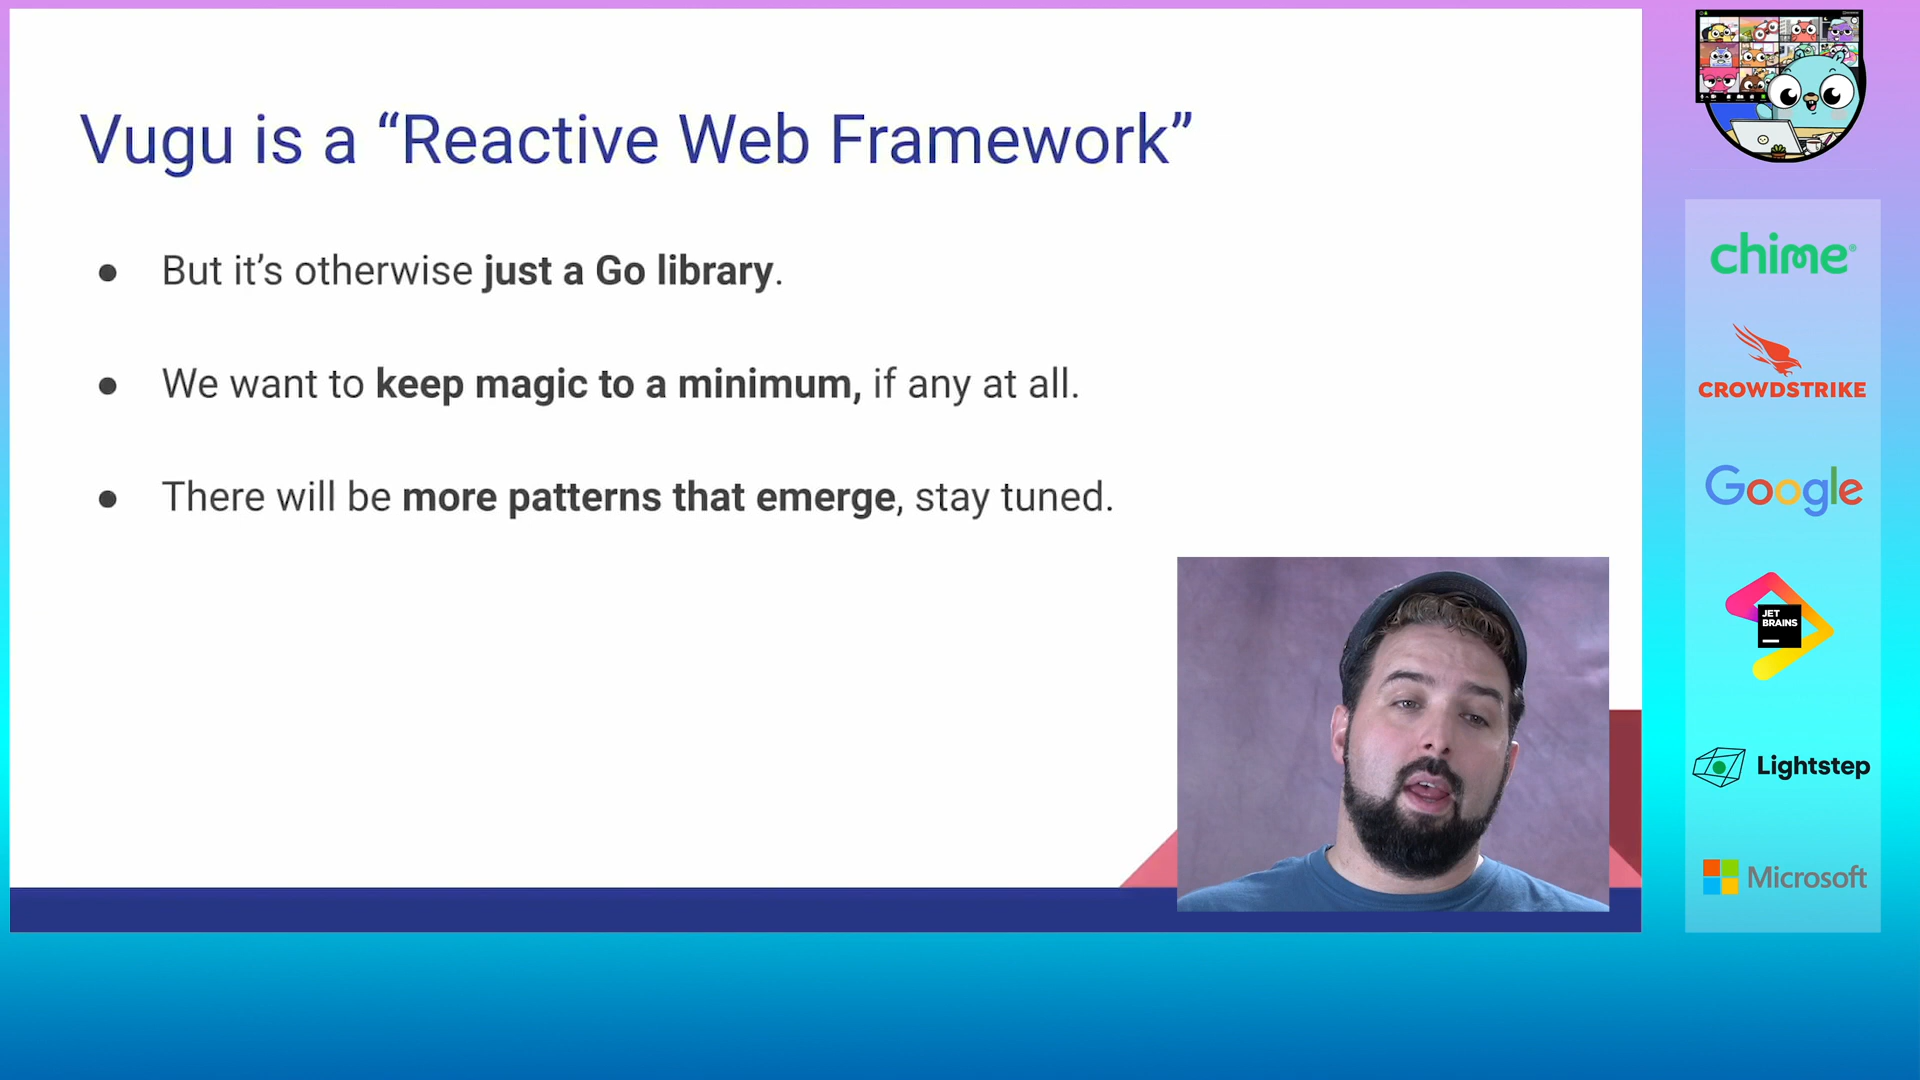 Vugu is a “Reactive Web Framework”
● But it’s otherwise just a Go library.
● We want to keep magic to a minimum, if any at all.
● There will be more patterns that emerge, stay tuned.
chime
CROWDSTRIKE
Google
JET
BRAINS
Lightstep
Microsoft